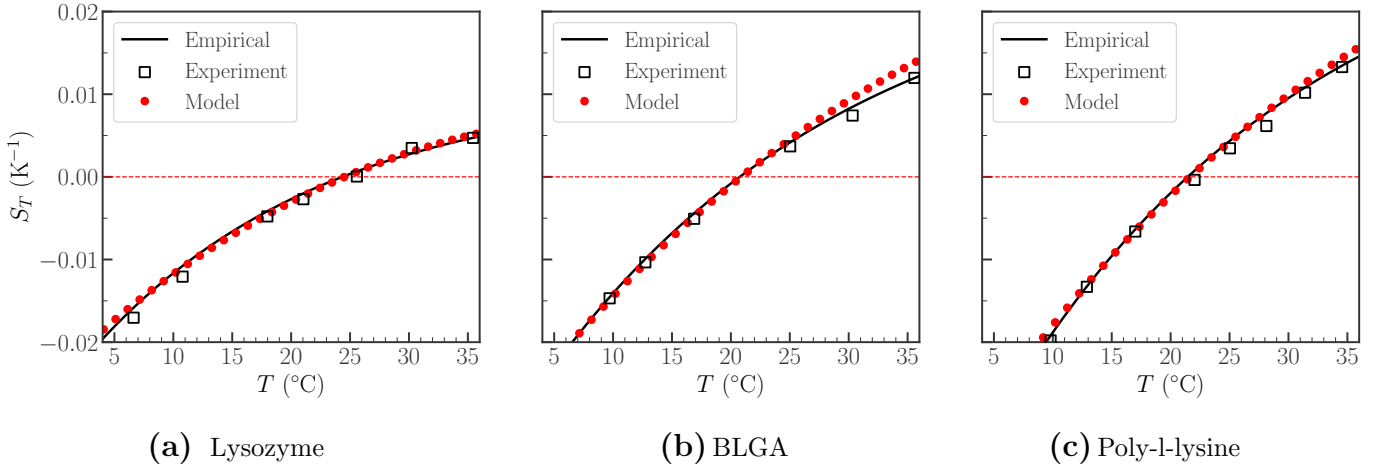 0.02
0.01
0.00
−0.01
−0.02
S_T (K⁻¹)
Empirical
Experiment
Model
5 10 15 20 25 30 35
T (°C)
(a) Lysozyme
Empirical
Experiment
Model
5 10 15 20 25 30 35
T (°C)
(b) BLGA
Empirical
Experiment
Model
5 10 15 20 25 30 35
T (°C)
(c) Poly-l-lysine